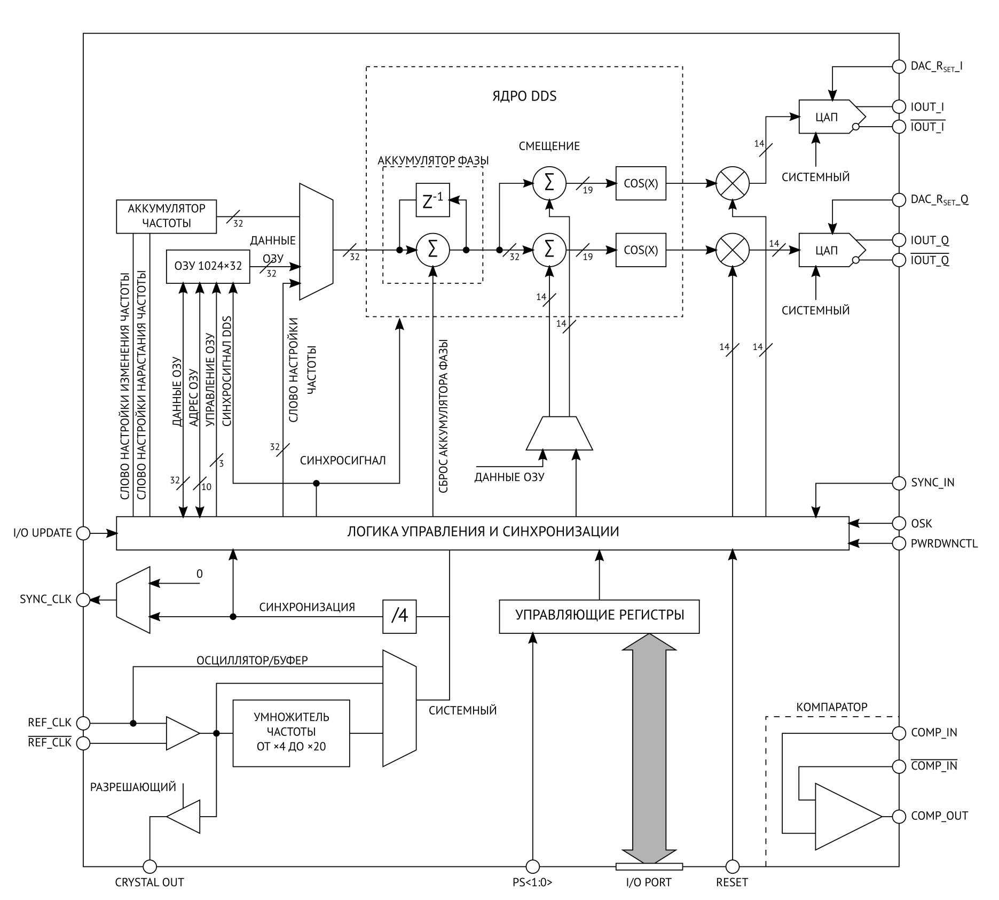 DAC_RSET_I
ЯДРО DDS
IOUT_I
ЦАП
IOUT_I
14
СМЕЩЕНИЕ
АККУМУЛЯТОР ФАЗЫ
СИСТЕМНЫЙ
Σ
19
COS(X)
Z-1
DAC_RSET_Q
АККУМУЛЯТОР
ЧАСТОТЫ
32
ДАННЫЕ
ОЗУ
32
ОЗУ 1024×32
32
Σ
32
Σ
19
COS(X)
14
ЦАП
IOUT_Q
IOUT_Q
14
СИСТЕМНЫЙ
14
14
14
СЛОВО НАСТРОЙКИ ИЗМЕНЕНИЯ ЧАСТОТЫ
СЛОВО НАСТРОЙКИ НАРАСТАНИЯ ЧАСТОТЫ
ДАННЫЕ ОЗУ
АДРЕС ОЗУ
УПРАВЛЕНИЕ ОЗУ
СИНХРОСИГНАЛ DDS
СЛОВО НАСТРОЙКИ
ЧАСТОТЫ
СБРОС АККУМУЛЯТОРА ФАЗЫ
32
3
32
10
СИНХРОСИГНАЛ
ДАННЫЕ ОЗУ
SYNC_IN
OSK
I/O UPDATE
ЛОГИКА УПРАВЛЕНИЯ И СИНХРОНИЗАЦИИ
PWRDWNCTL
0
SYNC_CLK
СИНХРОНИЗАЦИЯ
/4
УПРАВЛЯЮЩИЕ РЕГИСТРЫ
ОСЦИЛЛЯТОР/БУФЕР
СИСТЕМНЫЙ
REF_CLK
REF_CLK
УМНОЖИТЕЛЬ
ЧАСТОТЫ
ОТ ×4 ДО ×20
КОМПАРАТОР
COMP_IN
COMP_IN
РАЗРЕШАЮЩИЙ
COMP_OUT
CRYSTAL OUT
PS<1:0>
I/O PORT
RESET